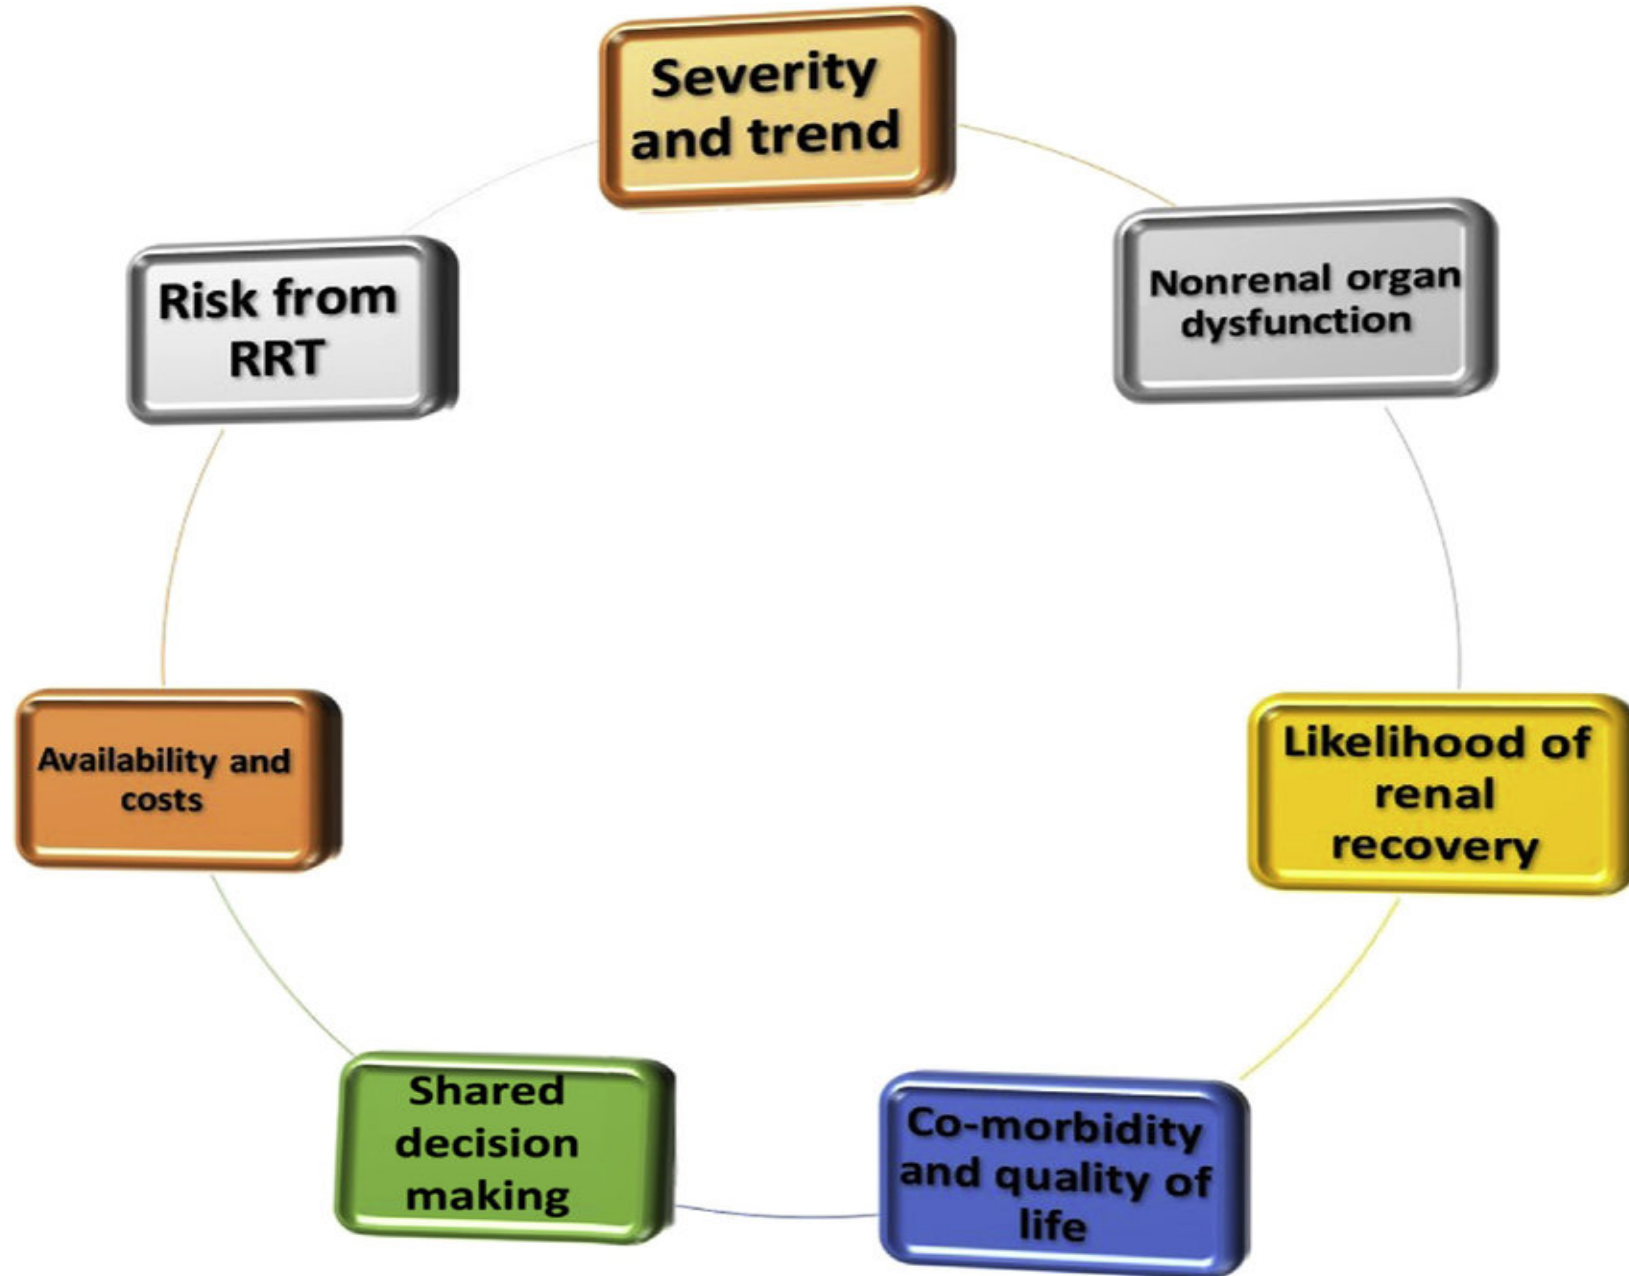 Severity
and trend
Nonrenal organ
dysfunction
Likelihood of
renal
recovery
Co-morbidity
and quality of
life
Shared
decision
making
Availability and
costs
Risk from
RRT